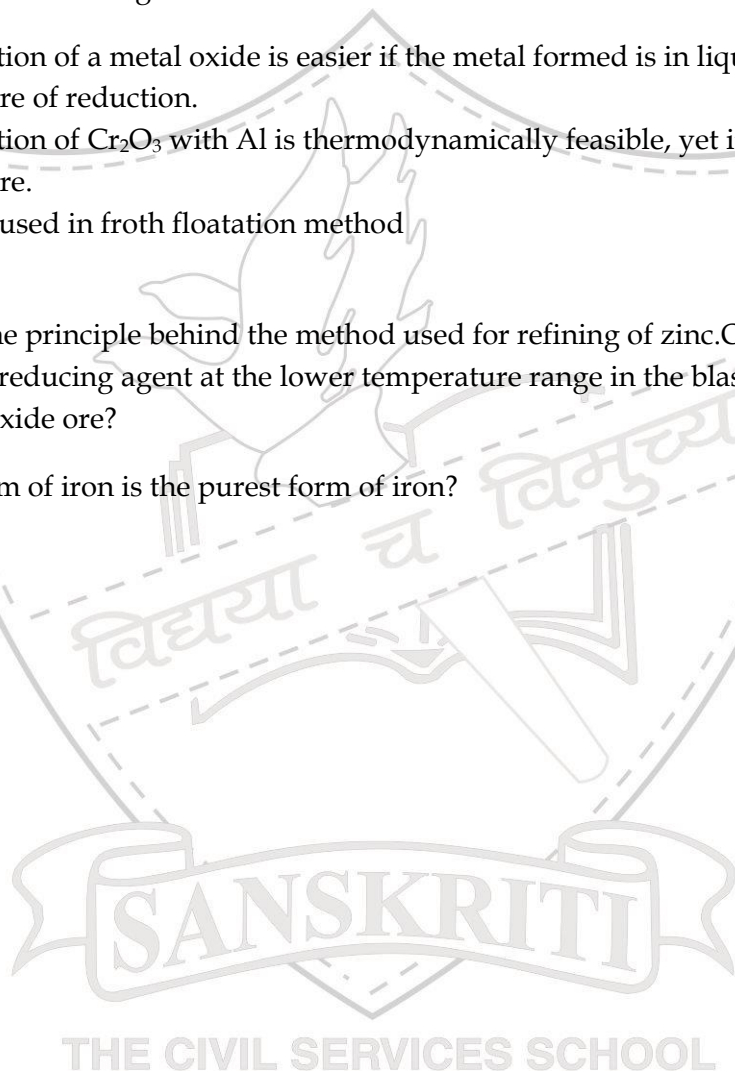 tion of a metal oxide is easier if the metal formed is in liqu
re of reduction.
tion of Cr₂O₃ with Al is thermodynamically feasible, yet i
re.
used in froth floatation method
ne principle behind the method used for refining of zinc.C
reducing agent at the lower temperature range in the blas
xide ore?
m of iron is the purest form of iron?
विद्यया च विमुच्य
SANSKRITI
THE CIVIL SERVICES SCHOOL